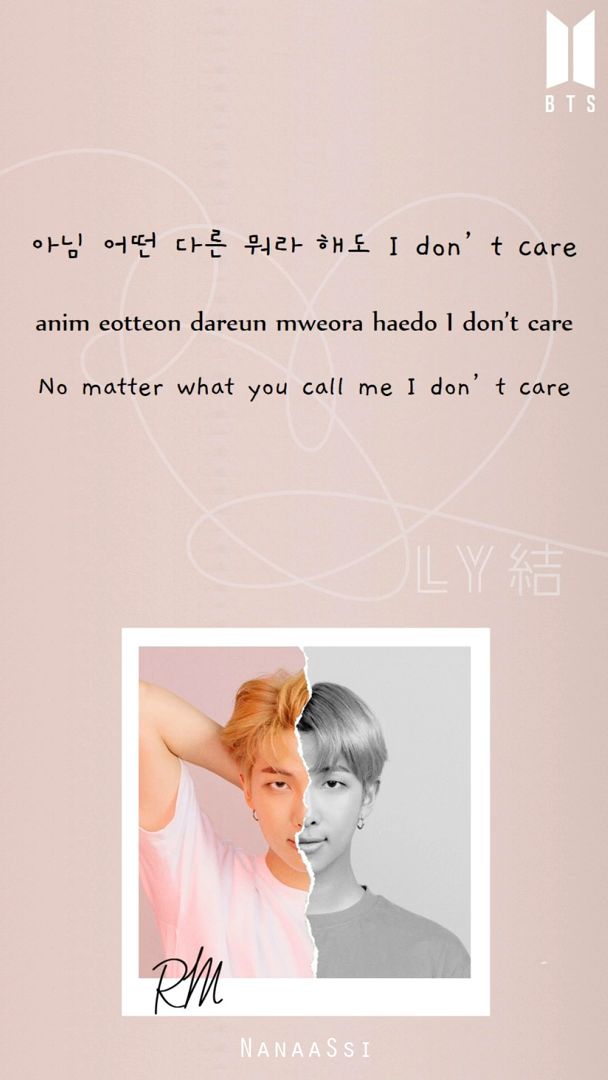 BTS
아님 어떤 다른 뭐라 해도 I don’t care
anim eotteon dareun mweora haedo I don't care
No matter what you call me I don’t care
LY 結
RM
NanaaSsi